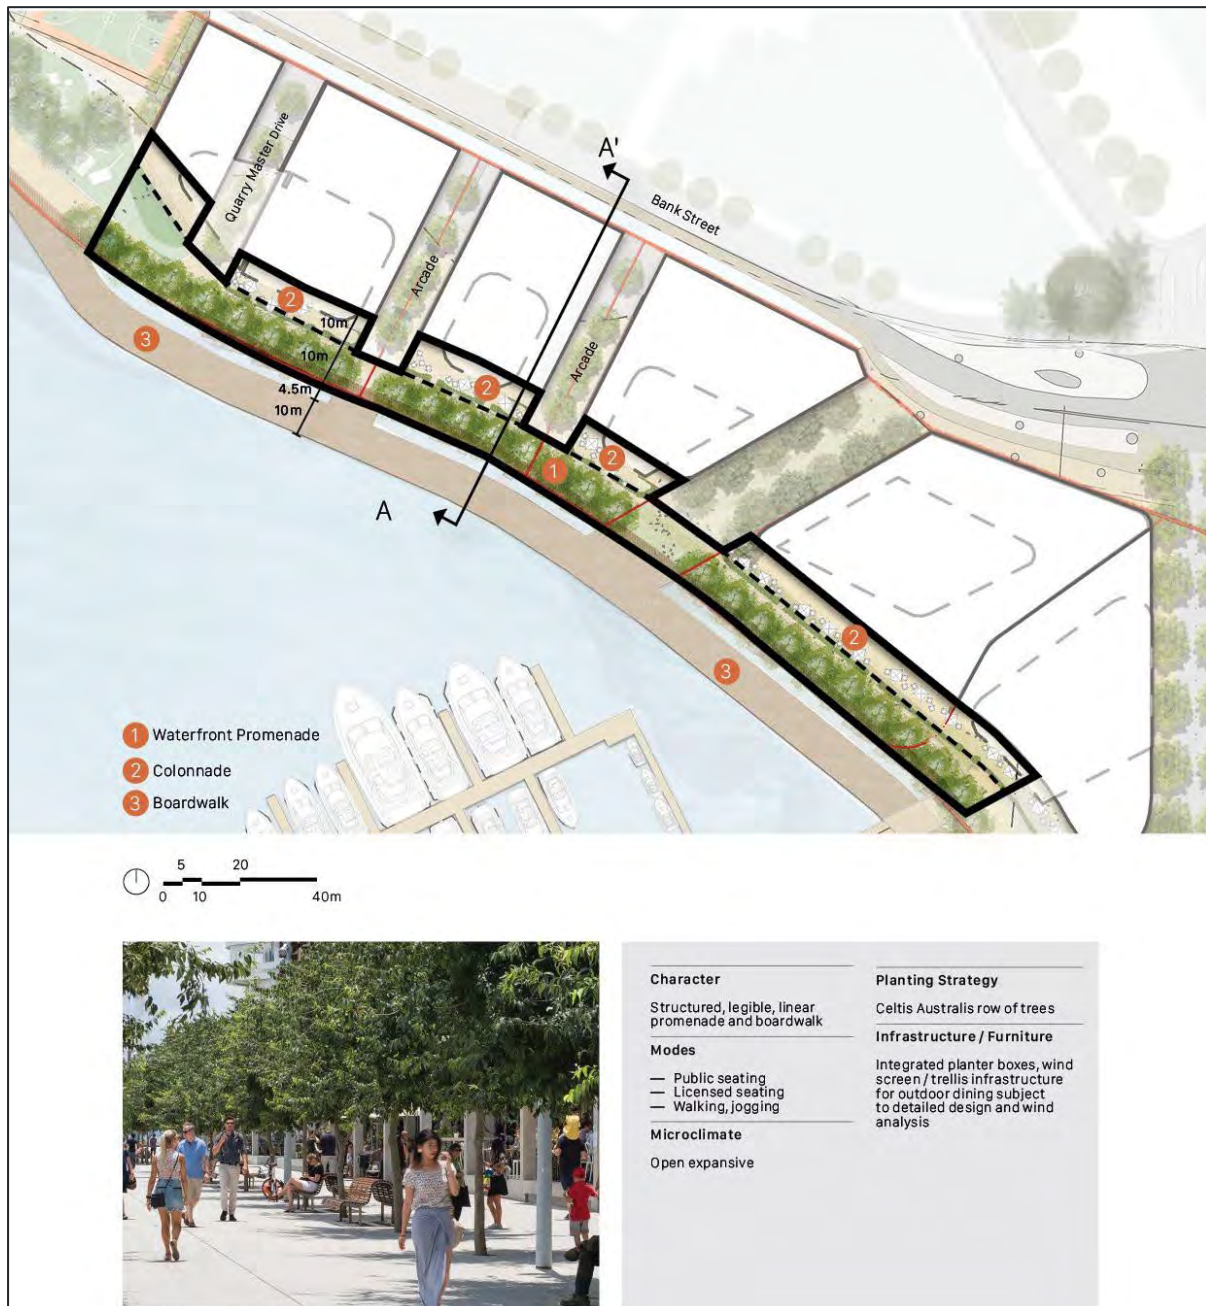 A'
Quarry Master Drive
Bank Street
Arcade
2
10m
3
10m
2
Arcade
4.5m
10m
2
1
A
2
3
1 Waterfront Promenade
2 Colonnade
3 Boardwalk
5 20
0 10 40m
Character
Structured, legible, linear
promenade and boardwalk
Modes
— Public seating
— Licensed seating
— Walking, jogging
Microclimate
Open expansive
Planting Strategy
Celtis Australis row of trees
Infrastructure / Furniture
Integrated planter boxes, wind
screen / trellis infrastructure
for outdoor dining subject
to detailed design and wind
analysis